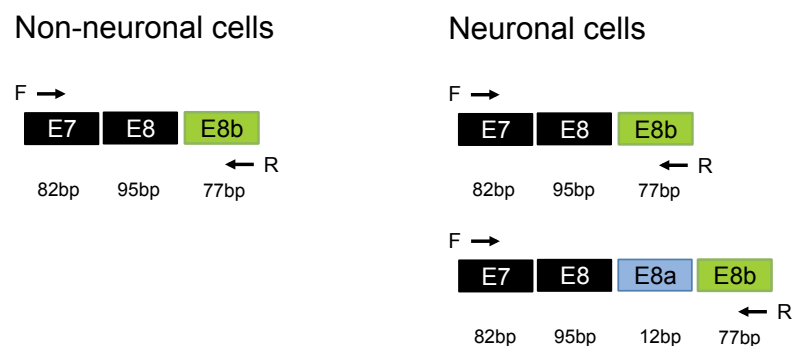 Non-neuronal cells
F
E7 E8 E8b
R
82bp 95bp 77bp
Neuronal cells
F
E7 E8 E8b
R
82bp 95bp 77bp
F
E7 E8 E8a E8b
R
82bp 95bp 12bp 77bp